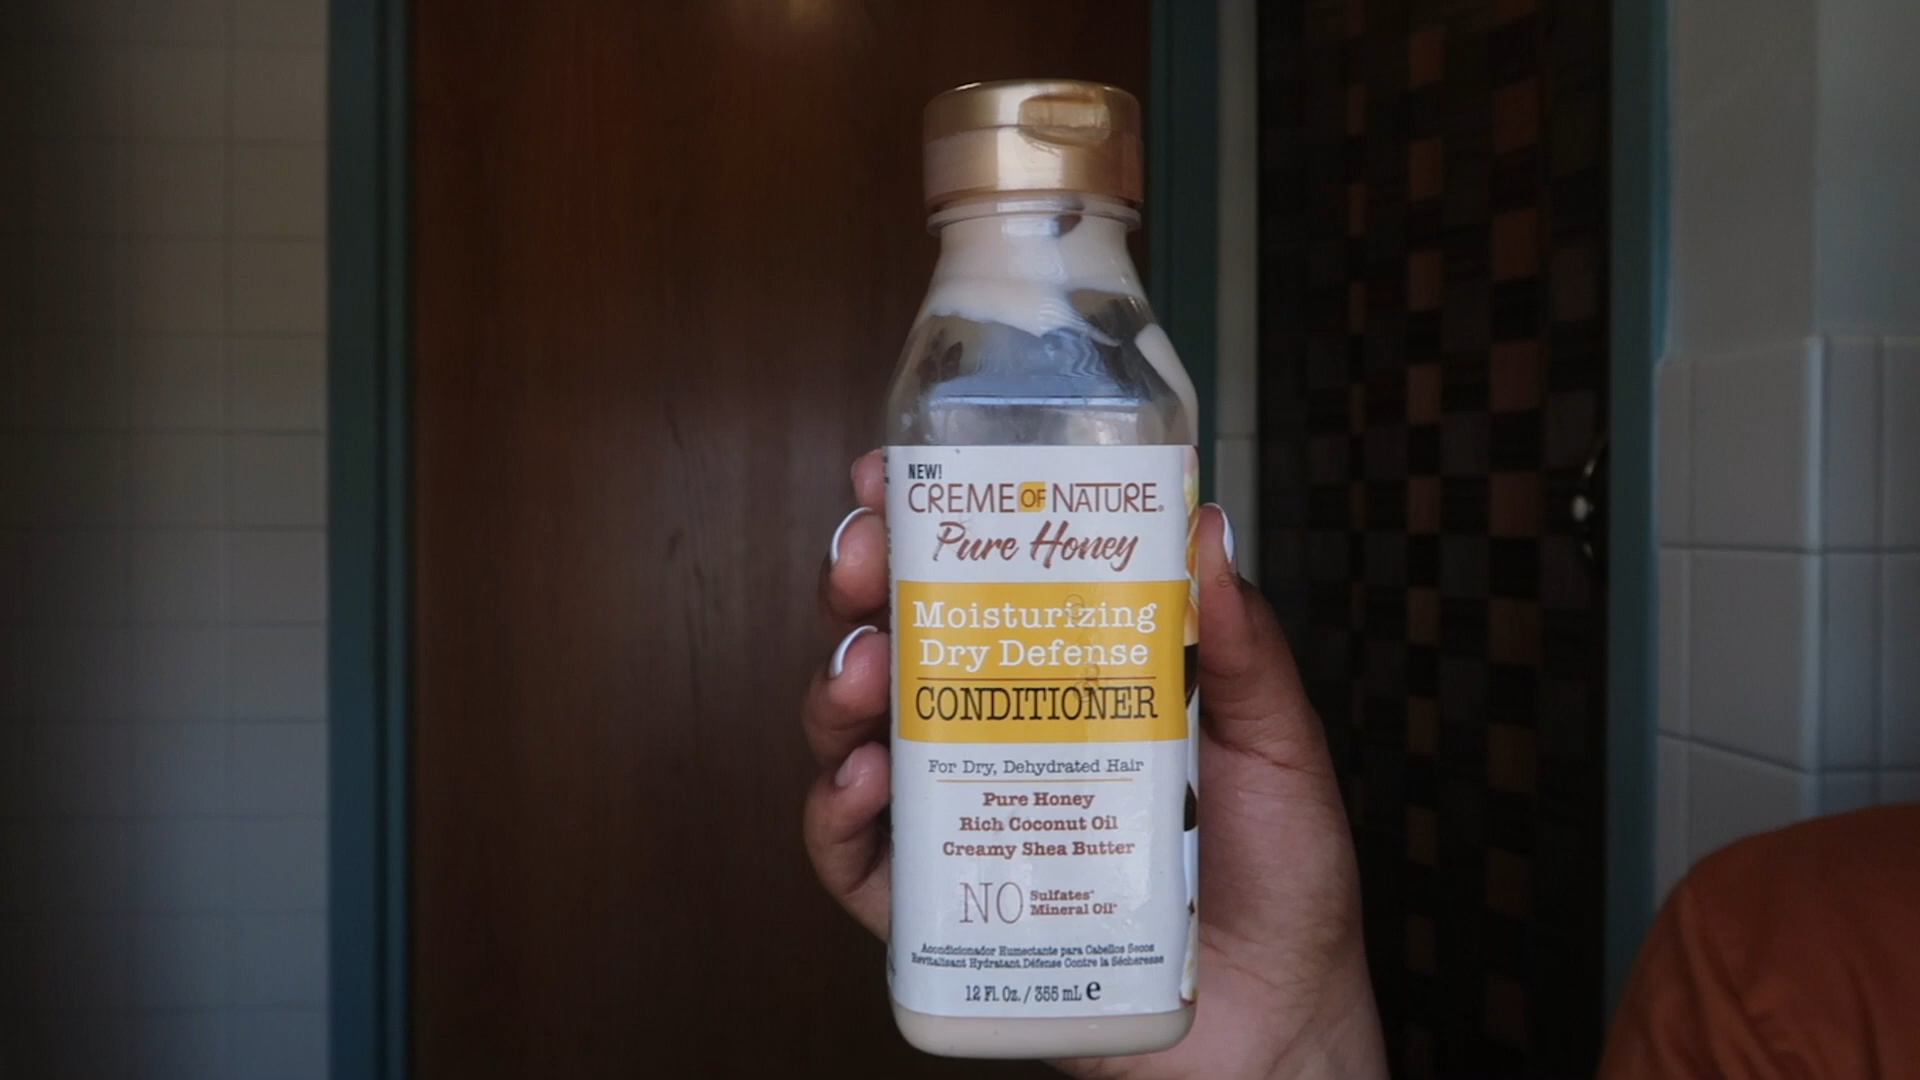 NEW!
CREME OF NATURE®
Pure Honey
Moisturizing
Dry Defense
CONDITIONER
For Dry, Dehydrated Hair
Pure Honey
Rich Coconut Oil
Creamy Shea Butter
NO Sulfates*
Mineral Oil*
Acondicionador Humectante para Cabellos Secos
Revitalisant Hydratant Défense Contre la Sécheresse
12 Fl. Oz. / 355 mL ℮